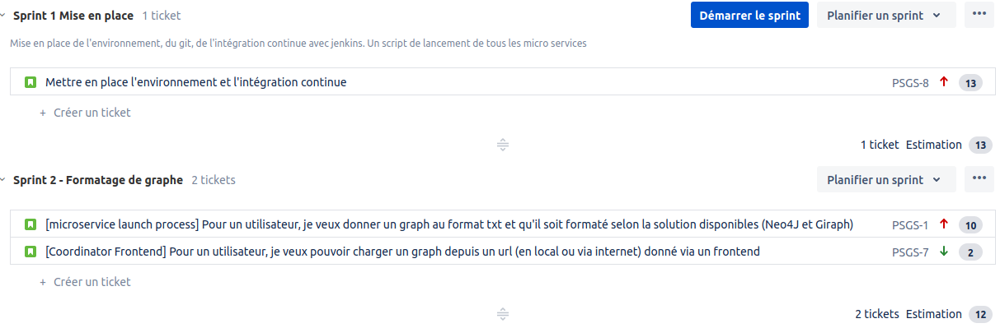 Sprint 1 Mise en place 1 ticket Démarrer le sprint Planifier un sprint •••
Mise en place de l'environnement, du git, de l'intégration continue avec jenkins. Un script de lancement de tous les micro services
Mettre en place l'environnement et l'intégration continue PSGS-8 13
+ Créer un ticket
1 ticket Estimation 13
Sprint 2 - Formatage de graphe 2 tickets Planifier un sprint •••
[microservice launch process] Pour un utilisateur, je veux donner un graph au format txt et qu'il soit formaté selon la solution disponibles (Neo4J et Giraph) PSGS-1 10
[Coordinator Frontend] Pour un utilisateur, je veux pouvoir charger un graph depuis un url (en local ou via internet) donné via un frontend PSGS-7 2
+ Créer un ticket
2 tickets Estimation 12